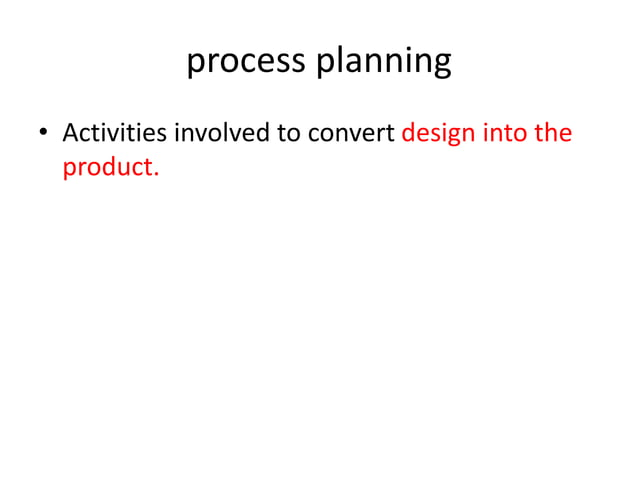 process planning
• Activities involved to convert design into the
product.